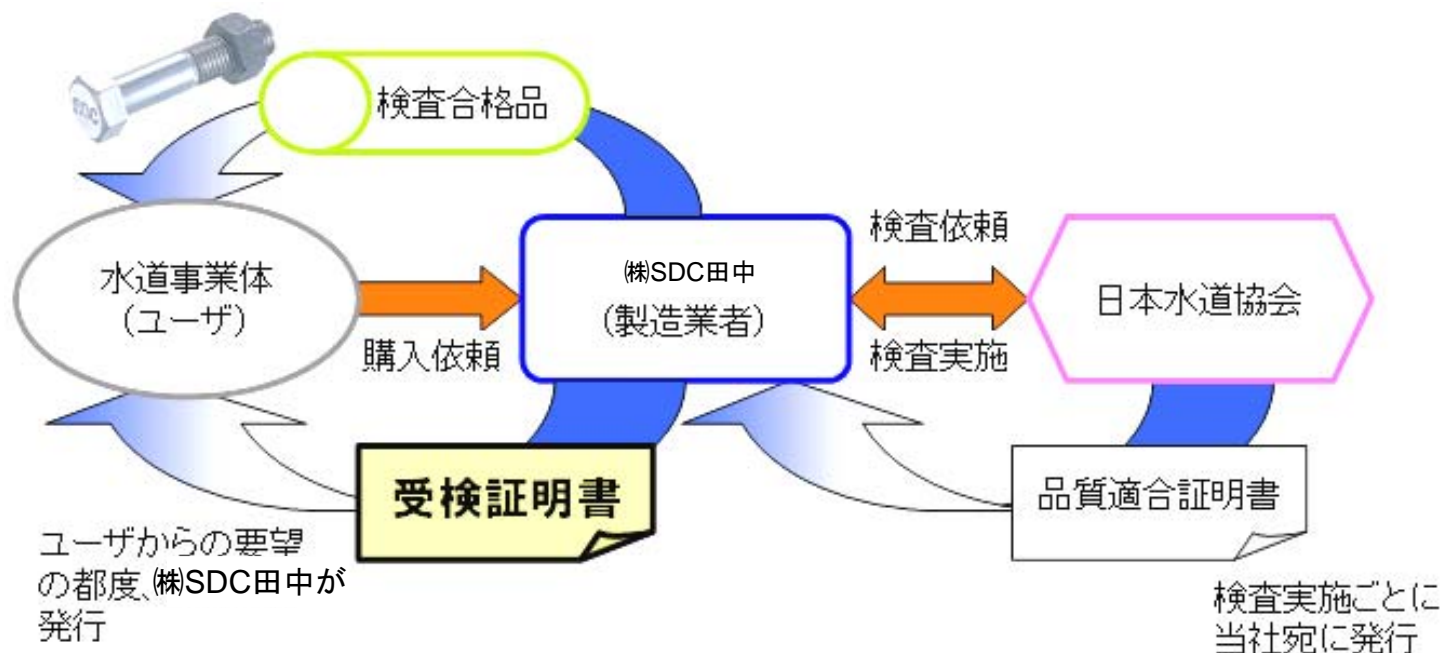 SDC
検査合格品
水道事業体
(ユーザ)
購入依頼
㈱SDC田中
(製造業者)
検査依頼
検査実施
日本水道協会
受検証明書
品質適合証明書
ユーザからの要望
の都度、㈱SDC田中が
発行
検査実施ごとに
当社宛に発行